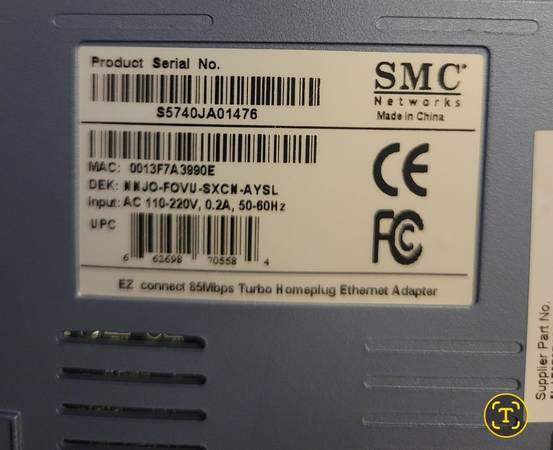 Product Serial No.
S5740JA01476
SMC
Networks
Made in China
MAC: 0013F7A3990E
DEK: NNJO-FOVU-SXCN-AYSL
Input: AC 110-220V, 0.2A, 50-60Hz
UPC
6 62698 70558 4
CE
FC
EZ connect 85Mbps Turbo Homeplug Ethernet Adapter
Supplier Part No.
T